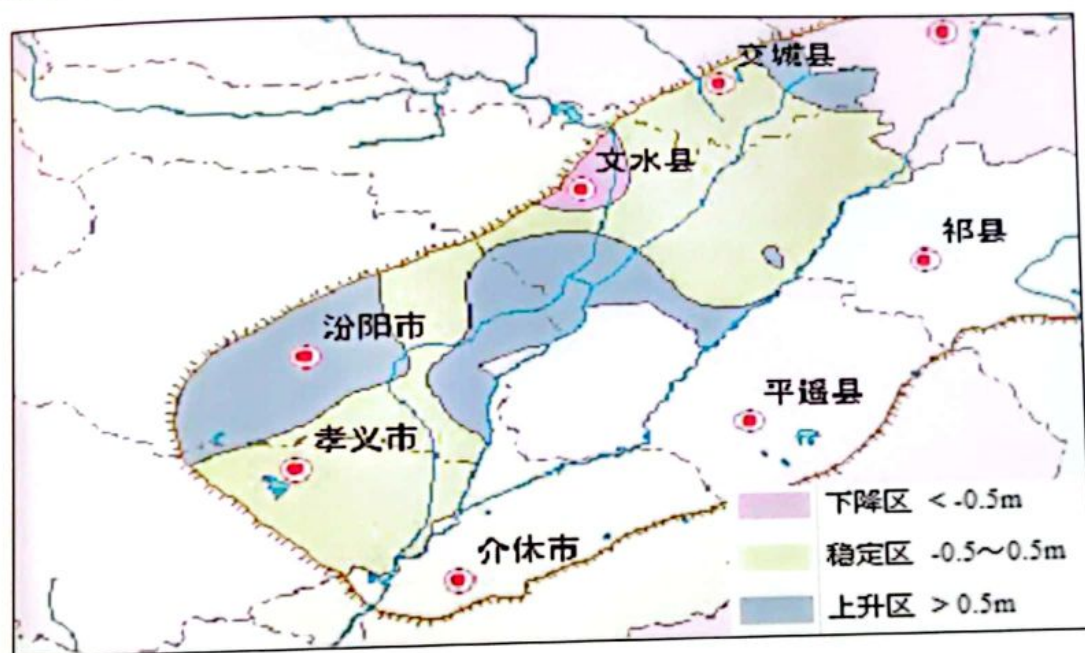 交城县
文水县
祁县
汾阳市
平遥县
孝义市
介休市
下降区 < -0.5m
稳定区 -0.5～0.5m
上升区 > 0.5m